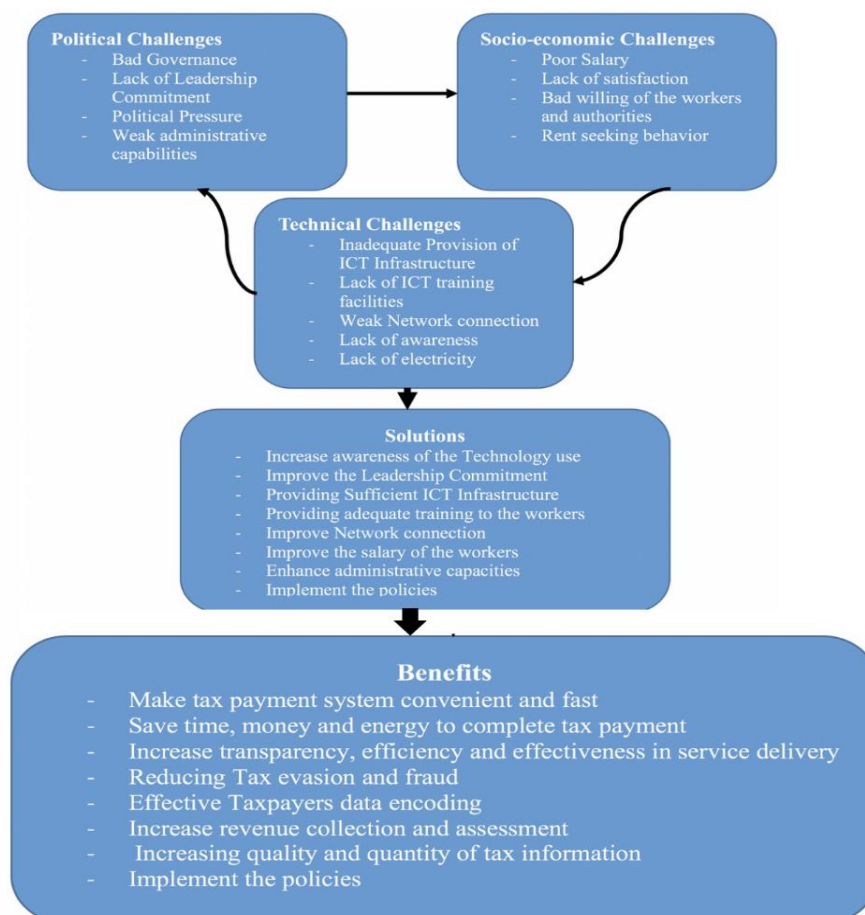 Political Challenges
- Bad Governance
- Lack of Leadership
Commitment
- Political Pressure
- Weak administrative
capabilities
Socio-economic Challenges
- Poor Salary
- Lack of satisfaction
- Bad willing of the workers
and authorities
- Rent seeking behavior
Technical Challenges
- Inadequate Provision of
ICT Infrastructure
- Lack of ICT training
facilities
- Weak Network connection
- Lack of awareness
- Lack of electricity
Solutions
- Increase awareness of the Technology use
- Improve the Leadership Commitment
- Providing Sufficient ICT Infrastructure
- Providing adequate training to the workers
- Improve Network connection
- Improve the salary of the workers
- Enhance administrative capacities
- Implement the policies
Benefits
- Make tax payment system convenient and fast
- Save time, money and energy to complete tax payment
- Increase transparency, efficiency and effectiveness in service delivery
- Reducing Tax evasion and fraud
- Effective Taxpayers data encoding
- Increase revenue collection and assessment
- Increasing quality and quantity of tax information
- Implement the policies